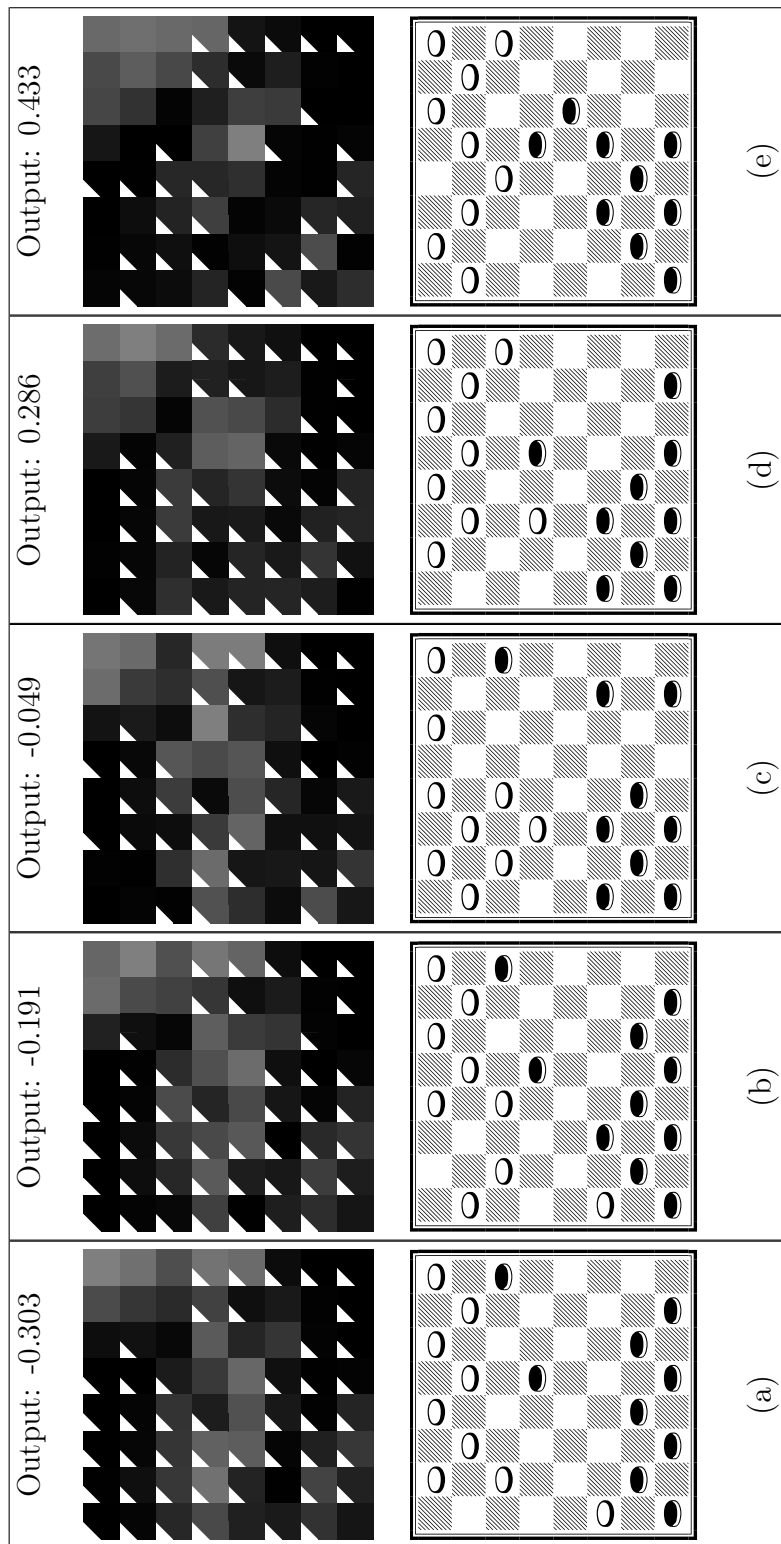 Output: -0.303
(a)
Output: -0.191
(b)
Output: -0.049
(c)
Output: 0.286
(d)
Output: 0.433
(e)